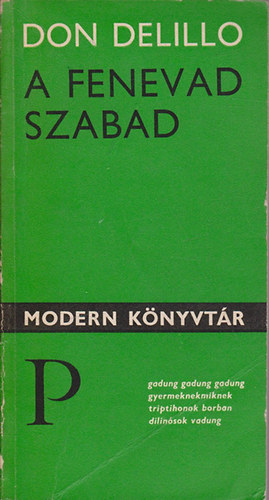 DON DELILLO
A FENEVAD
SZABAD
MODERN KÖNYVTÁR
P
gadung gadung gadung
gyermeknekmiknek
triptihonok borban
dilinósok vadung